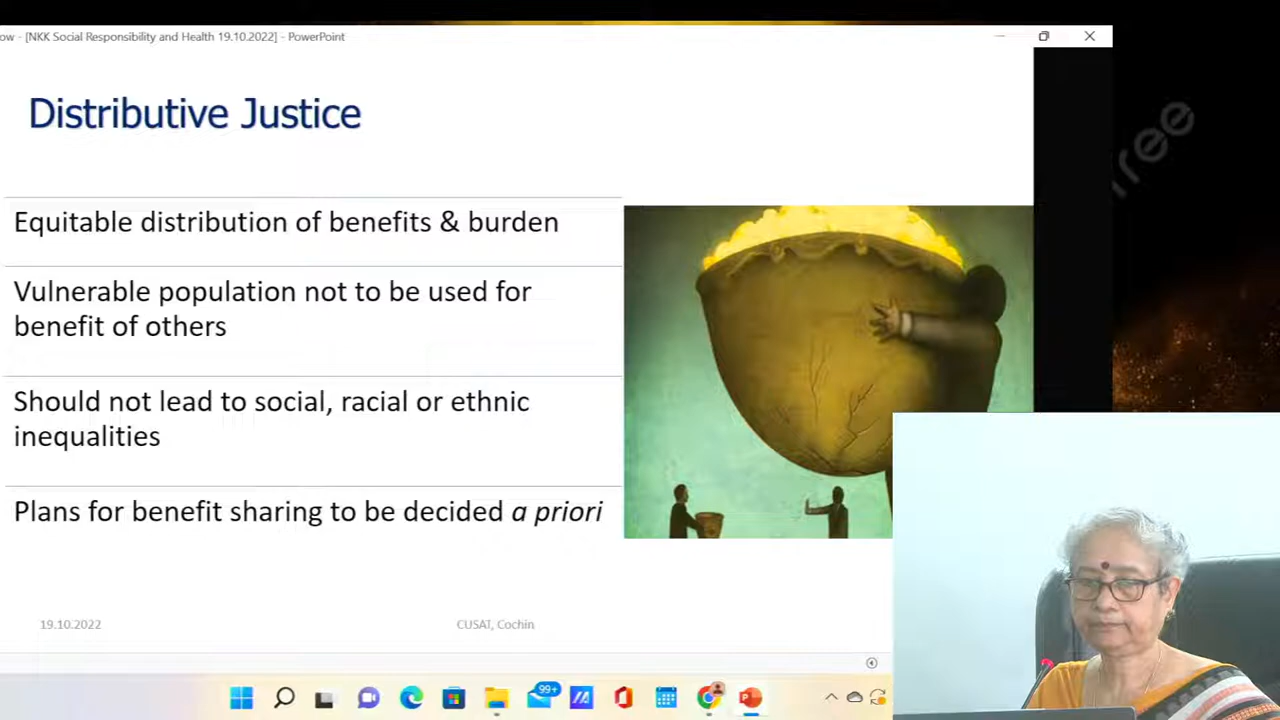 ow - [NKK Social Responsibility and Health 19.10.2022] - PowerPoint
Distributive Justice
ree
Equitable distribution of benefits & burden
Vulnerable population not to be used for
benefit of others
Should not lead to social, racial or ethnic
inequalities
Plans for benefit sharing to be decided a priori
19.10.2022
CUSAT, Cochin
99+